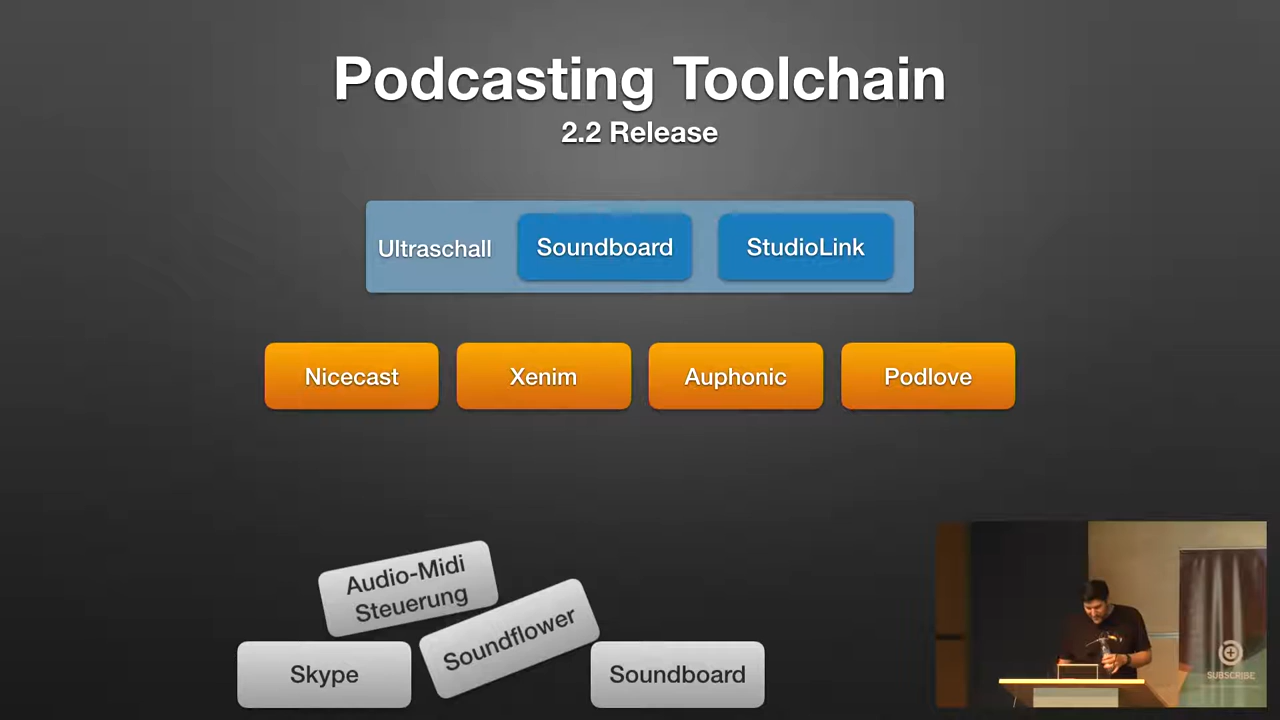 Podcasting Toolchain
2.2 Release
Ultraschall
Soundboard
StudioLink
Nicecast
Xenim
Auphonic
Podlove
Audio-Midi
Steuerung
Soundflower
Skype
Soundboard
SUBSCRIBE